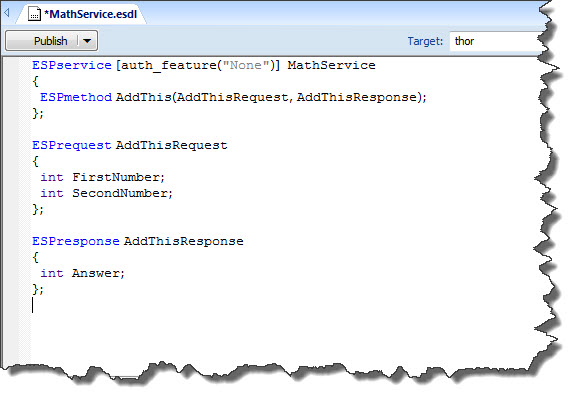 *MathService.esdl
Publish
Target: thor
ESPservice [auth_feature("None")] MathService
{
ESPmethod AddThis(AddThisRequest, AddThisResponse);
};
ESPrequest AddThisRequest
{
int FirstNumber;
int SecondNumber;
};
ESPresponse AddThisResponse
{
int Answer;
};